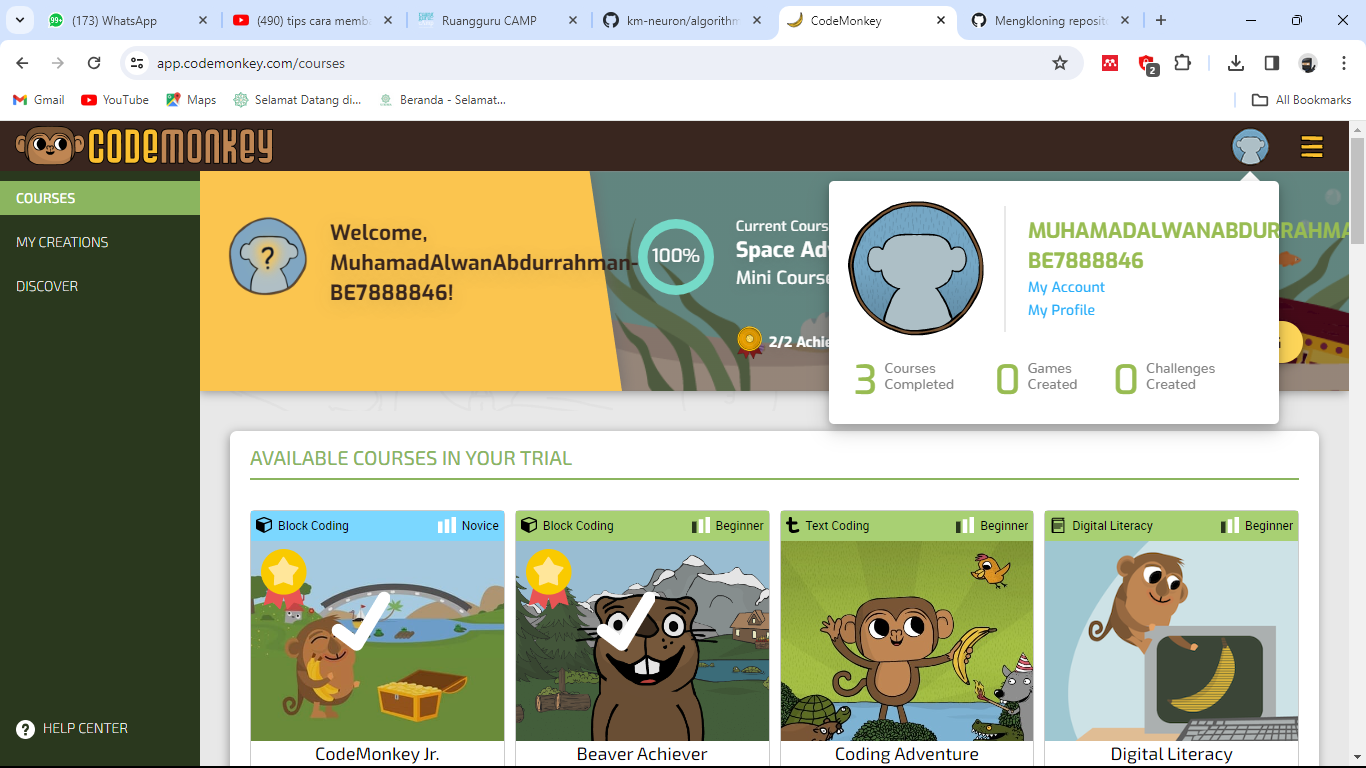 (173) WhatsApp
(490) tips cara memb
Ruangguru CAMP
km-neuron/algorithm
CodeMonkey
Mengkloning reposito
app.codemonkey.com/courses
2
Gmail
YouTube
Maps
Selamat Datang di...
Beranda - Selamat...
All Bookmarks
CODEMONKEY
COURSES
MY CREATIONS
DISCOVER
HELP CENTER
?
Welcome,
MuhamadAlwanAbdurrahman-
BE7888846!
100%
Current Cours
Space Ad
Mini Course
2/2 Achie
MUHAMADALWANABDURRAHMA
BE7888846
My Account
My Profile
3 Courses Completed
0 Games Created
0 Challenges Created
AVAILABLE COURSES IN YOUR TRIAL
Block Coding Novice
CodeMonkey Jr.
Block Coding Beginner
Beaver Achiever
Text Coding Beginner
Coding Adventure
Digital Literacy Beginner
Digital Literacy